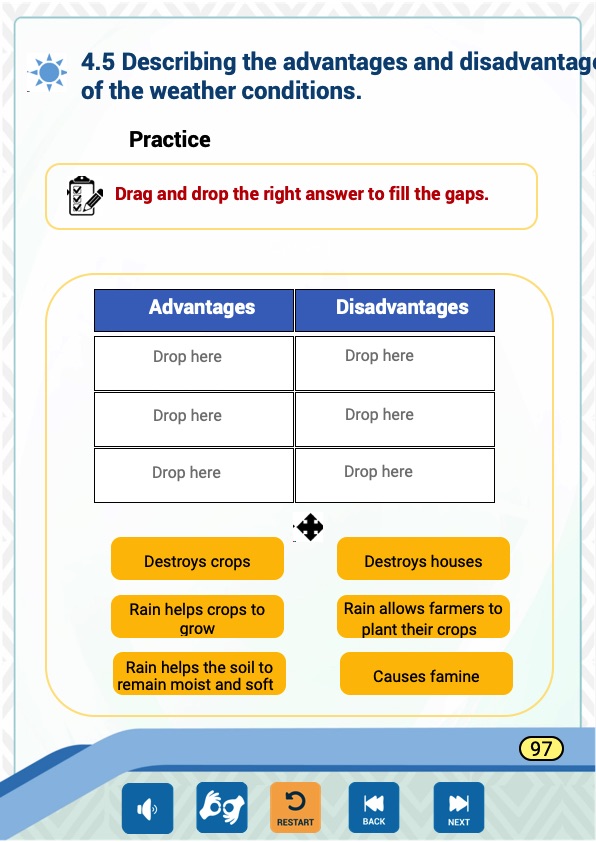 4.5 Describing the advantages and disadvantage
of the weather conditions.
Practice
Drag and drop the right answer to fill the gaps.
Advantages Disadvantages
Drop here Drop here
Drop here Drop here
Drop here Drop here
Destroys crops Destroys houses
Rain helps crops to
grow
Rain allows farmers to
plant their crops
Rain helps the soil to
remain moist and soft
Causes famine
97
RESTART BACK NEXT